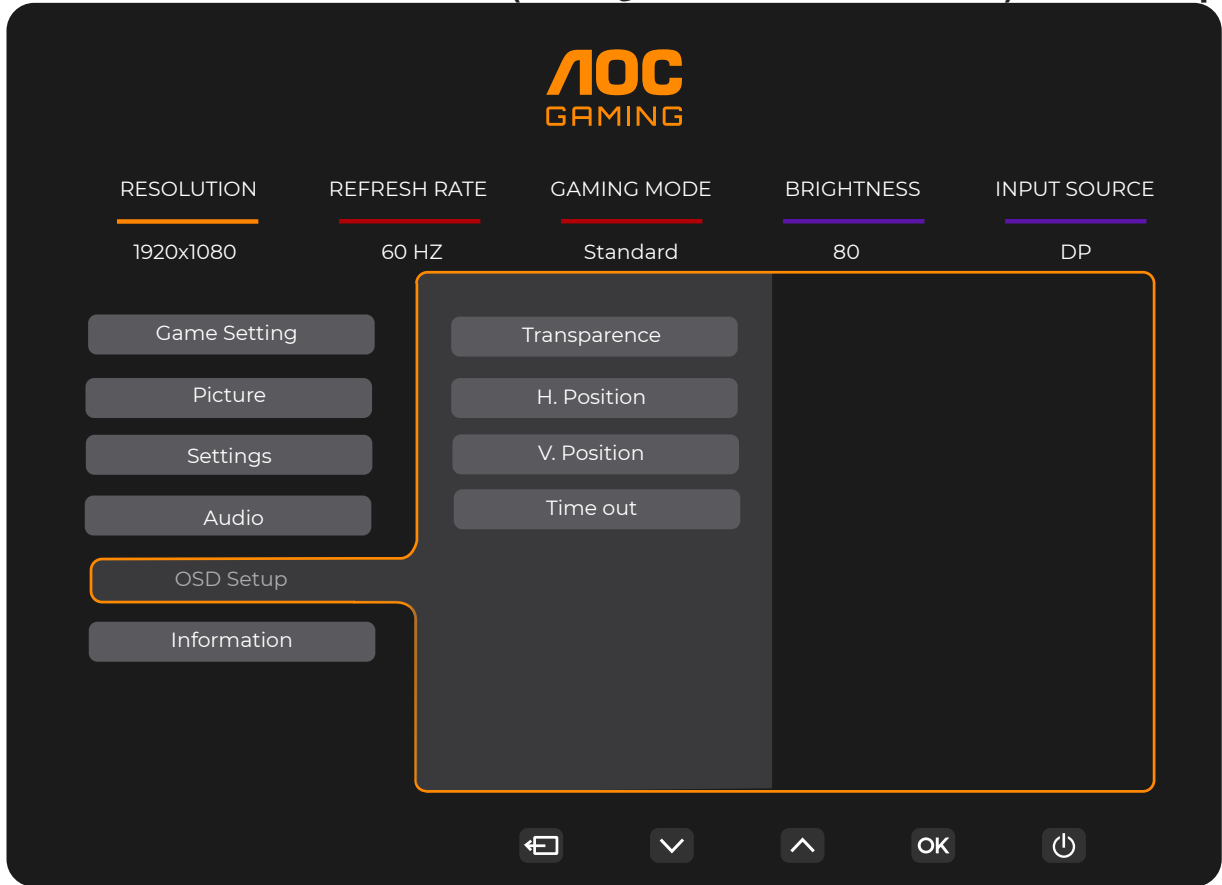 AOC
GAMING
RESOLUTION REFRESH RATE GAMING MODE BRIGHTNESS INPUT SOURCE
1920x1080 60 HZ Standard 80 DP
Game Setting Transparence
Picture H. Position
Settings V. Position
Audio Time out
OSD Setup
Information
OK